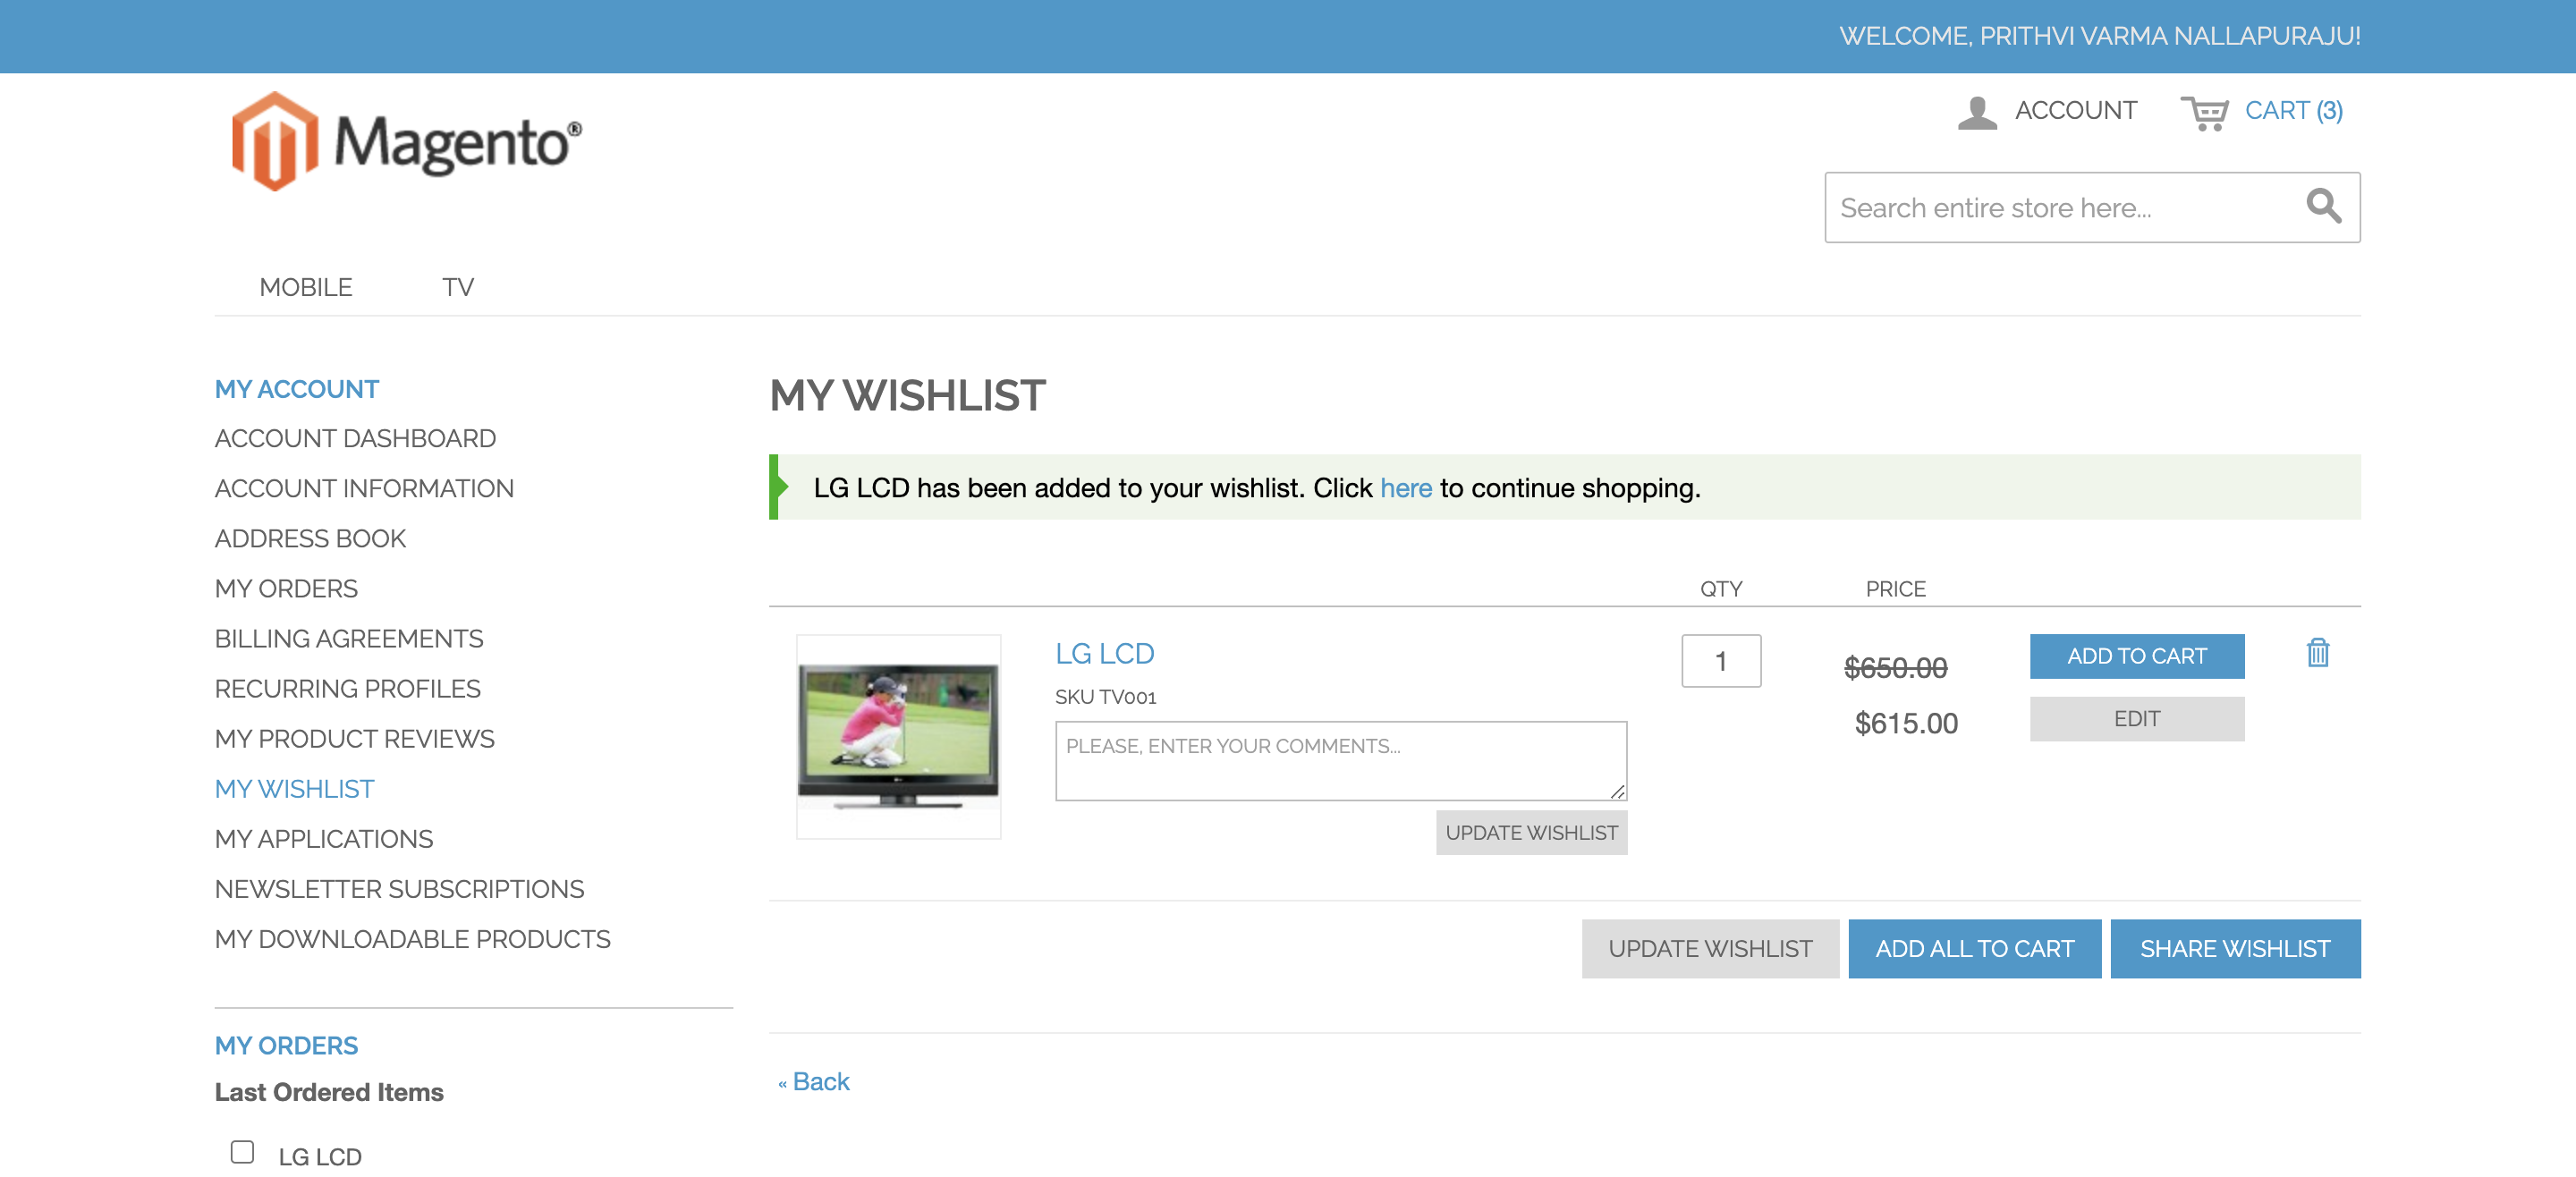 WELCOME, PRITHVI VARMA NALLAPURAJU!
Magento®
ACCOUNT
CART (3)
Search entire store here...
MOBILE
TV
MY ACCOUNT
ACCOUNT DASHBOARD
ACCOUNT INFORMATION
ADDRESS BOOK
MY ORDERS
BILLING AGREEMENTS
RECURRING PROFILES
MY PRODUCT REVIEWS
MY WISHLIST
MY APPLICATIONS
NEWSLETTER SUBSCRIPTIONS
MY DOWNLOADABLE PRODUCTS
MY ORDERS
Last Ordered Items
LG LCD
MY WISHLIST
LG LCD has been added to your wishlist. Click here to continue shopping.
QTY PRICE
LG LCD
SKU TV001
PLEASE, ENTER YOUR COMMENTS...
UPDATE WISHLIST
1
$650.00
$615.00
ADD TO CART
EDIT
UPDATE WISHLIST
ADD ALL TO CART
SHARE WISHLIST
« Back